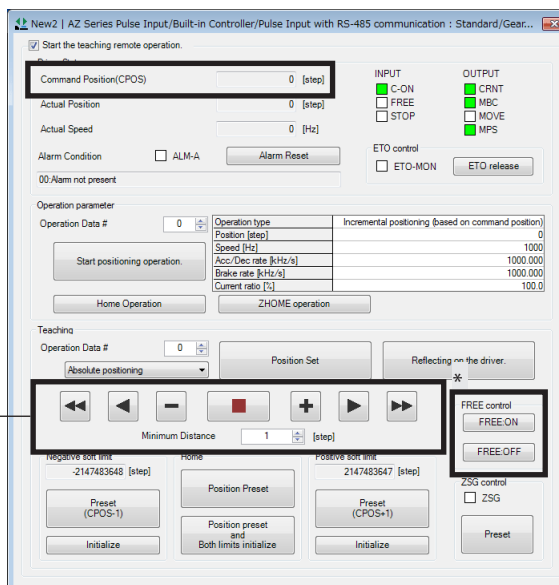 New2 | AZ Series Pulse Input/Built-in Controller/Pulse Input with RS-485 communication : Standard/Gear...
Start the teaching remote operation.
Command Position(CPOS) 0 [step]
INPUT OUTPUT
C-ON CRNT
Actual Position 0 [step]
FREE MBC
STOP MOVE
Actual Speed 0 [Hz]
MPS
ETO control
Alarm Condition ALM-A Alarm Reset
ETO-MON ETO release
00:Alarm not present
Operation parameter
Operation Data # 0
Operation type Incremental positioning (based on command position)
Position [step] 0
Speed [Hz] 1000
Start positioning operation.
Acc/Dec rate [kHz/s] 1000.000
Brake rate [kHz/s] 1000.000
Current ratio [%] 100.0
Home Operation ZHOME operation
Teaching
Operation Data # 0
Position Set Reflecting on the driver.
Absolute positioning
*
FREE control
FREE:ON
Minimum Distance 1 [step]
FREE:OFF
Negative soft limit Home Positive soft limit
-2147483648 [step] 2147483647 [step]
ZSG control
ZSG
Position Preset
Preset
(CPOS-1)
Preset
(CPOS+1)
Position preset
and
Both limits initialize
Preset
Initialize Initialize